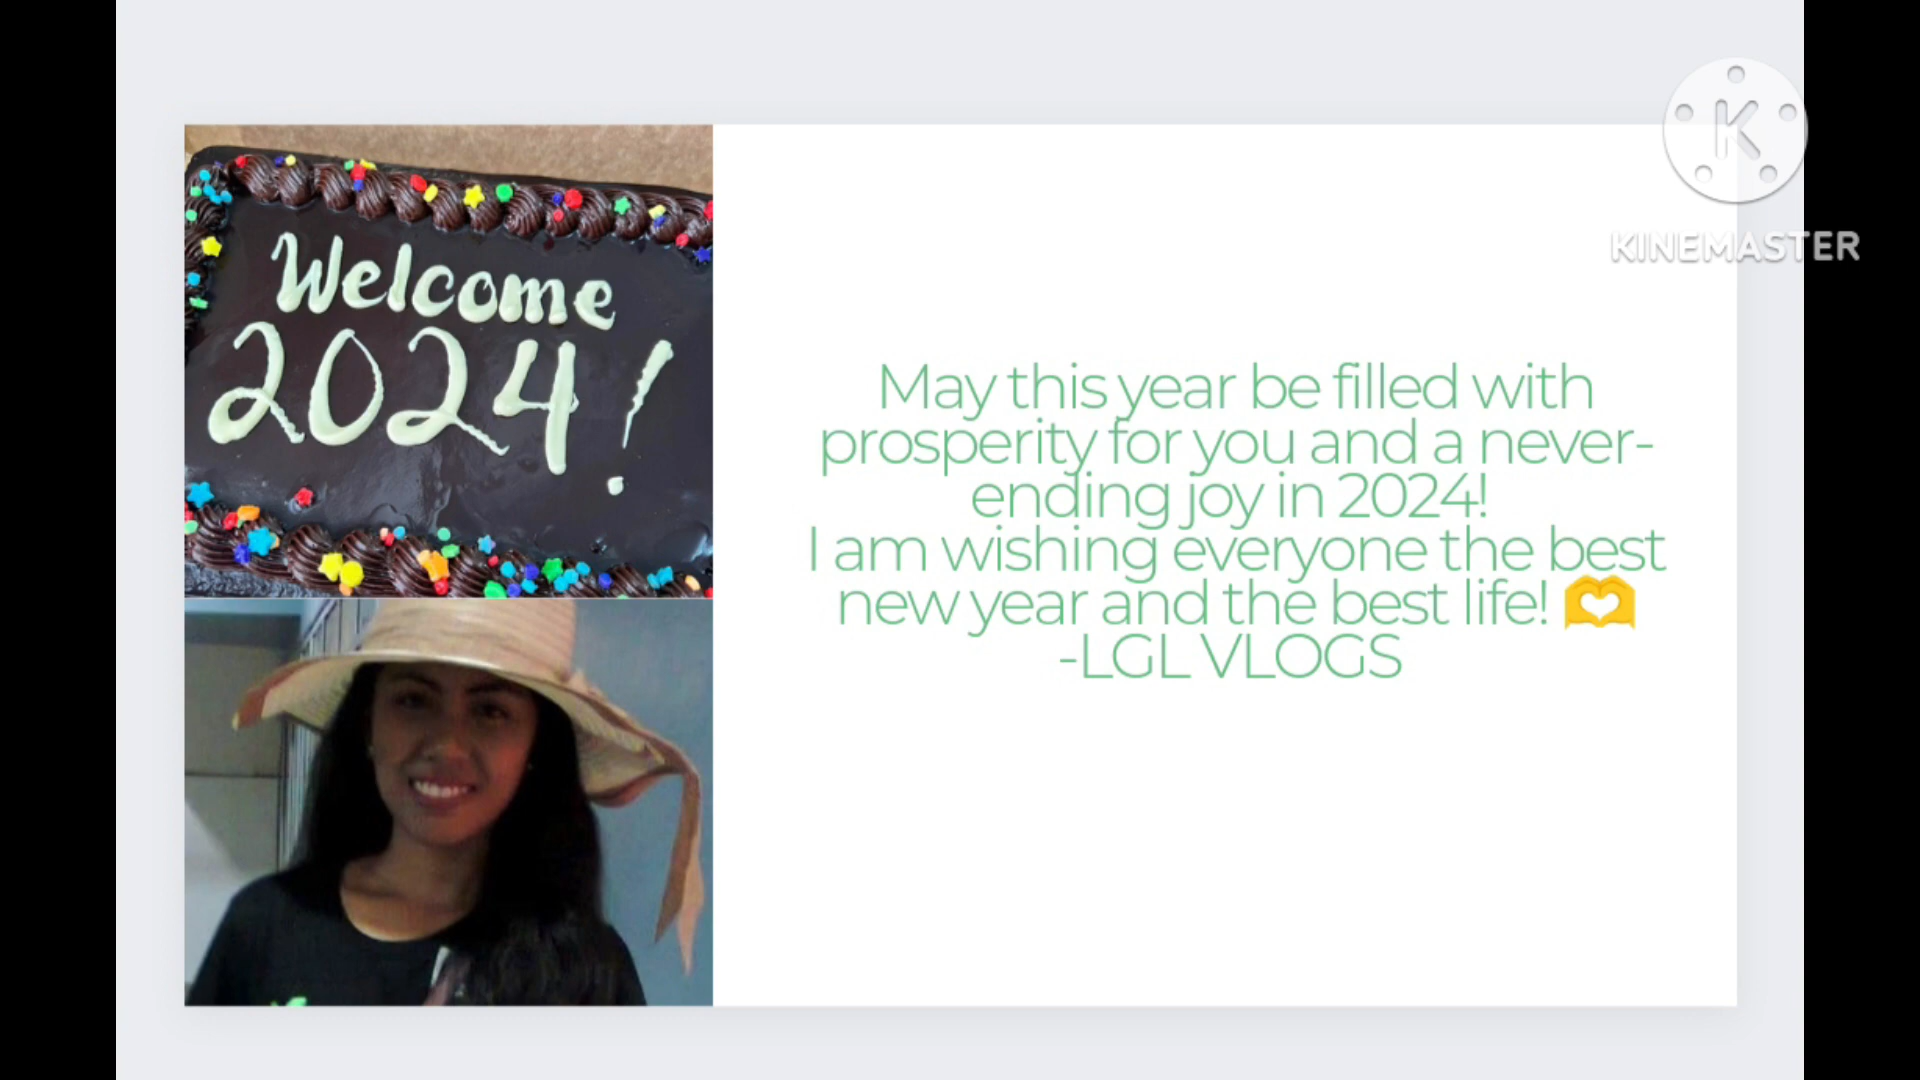 Welcome
2024!
May this year be filled with
prosperity for you and a never-
ending joy in 2024!
I am wishing everyone the best
new year and the best life! 🫶
-LGL VLOGS
K
KINEMASTER